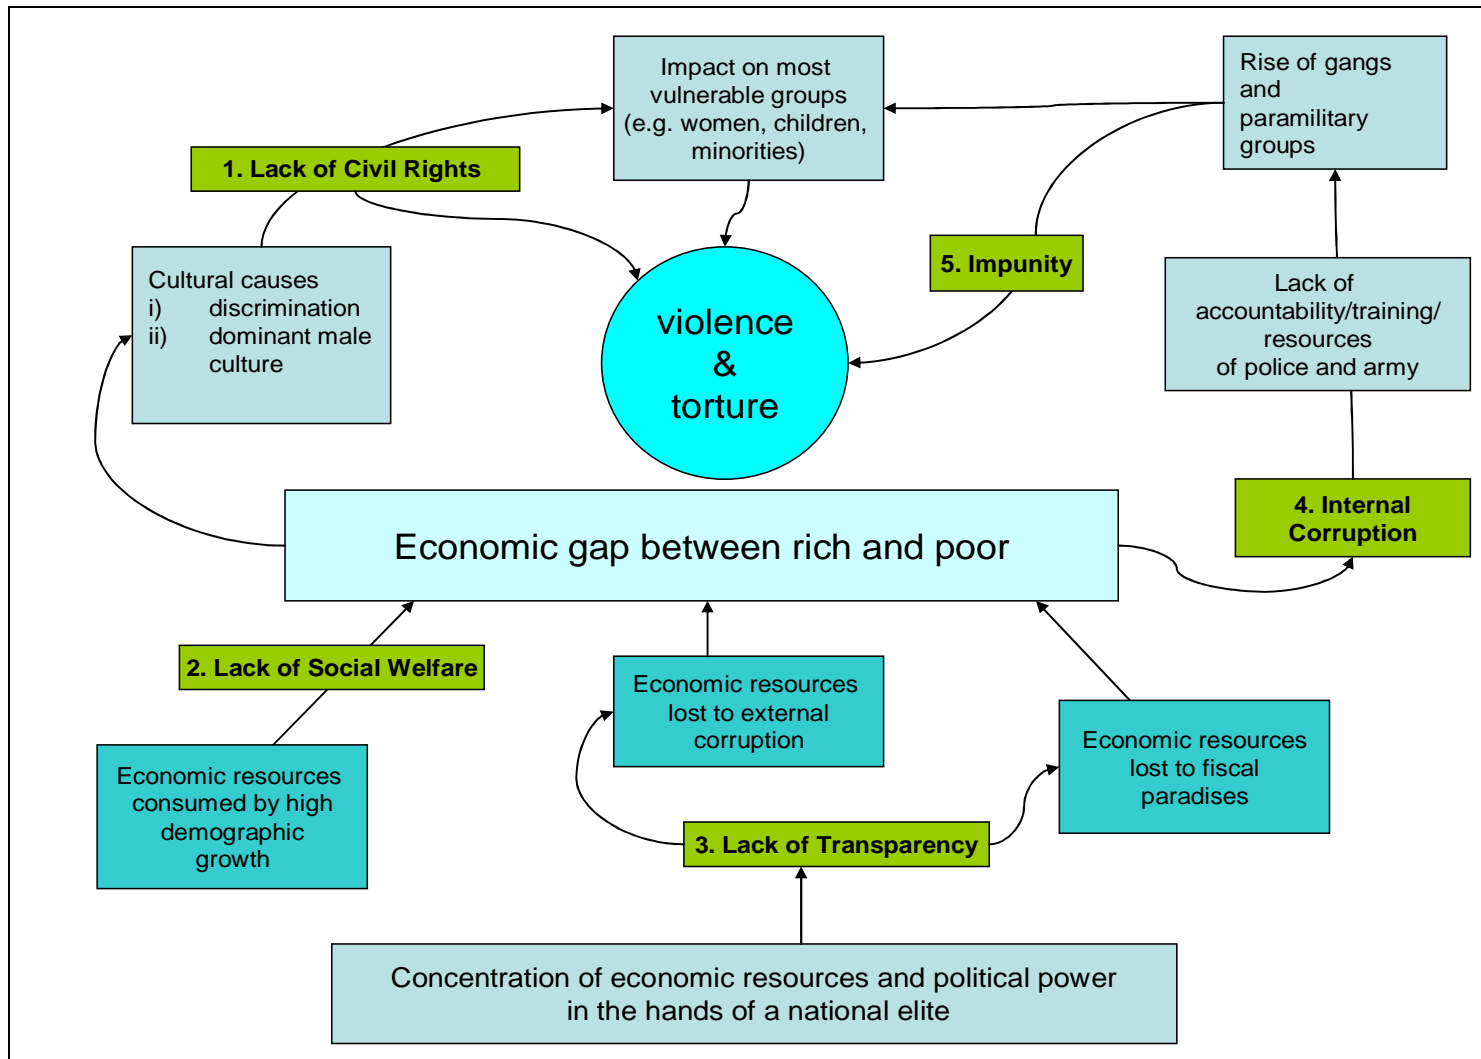 Impact on most
vulnerable groups
(e.g. women, children,
minorities)
Rise of gangs
and
paramilitary
groups
1. Lack of Civil Rights
5. Impunity
Cultural causes
i) discrimination
ii) dominant male
culture
violence
&
torture
Lack of
accountability/training/
resources
of police and army
4. Internal
Corruption
Economic gap between rich and poor
2. Lack of Social Welfare
Economic resources
lost to external
corruption
Economic resources
lost to fiscal
paradises
Economic resources
consumed by high
demographic
growth
3. Lack of Transparency
Concentration of economic resources and political power
in the hands of a national elite